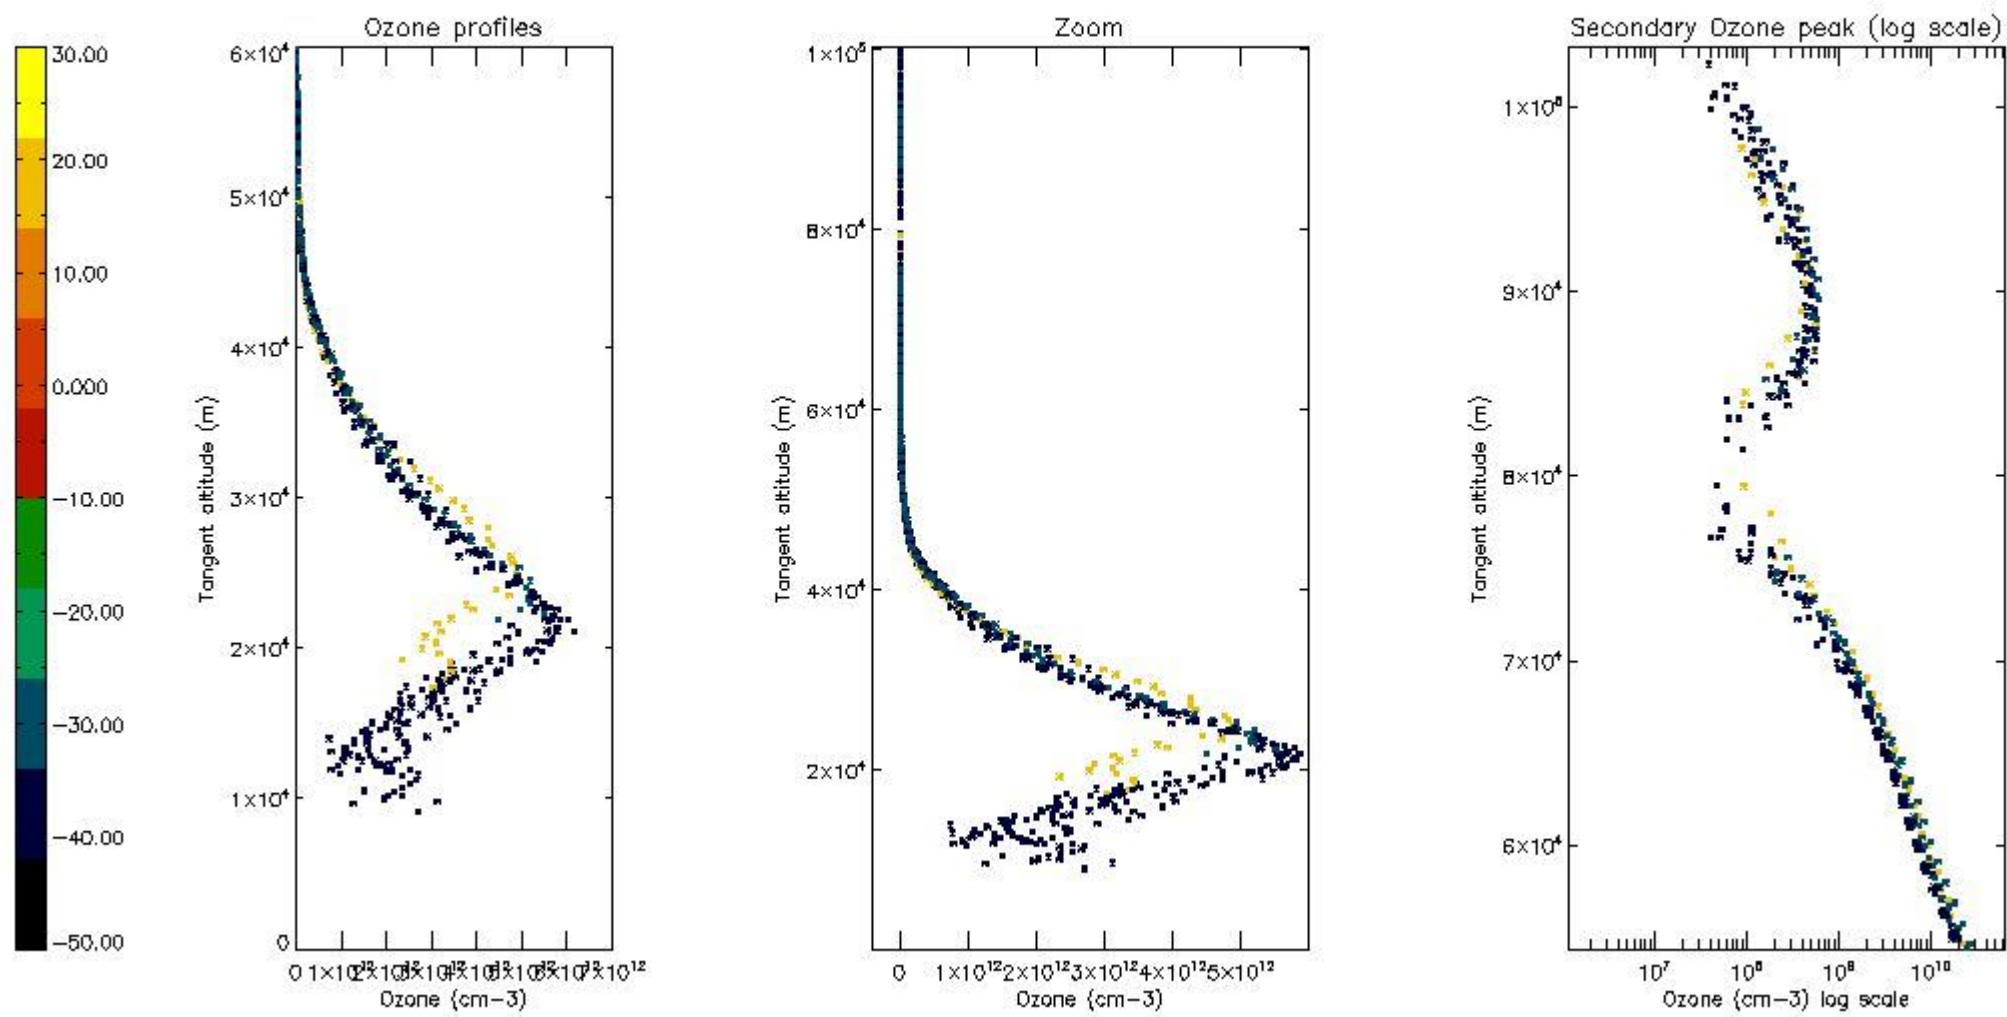 Ozone profiles
Zoom
Secondary Ozone peak (log scale)
30.00
20.00
10.00
0.000
-10.00
-20.00
-30.00
-40.00
-50.00
Tangent altitude (m)
6×10⁴
5×10⁴
4×10⁴
3×10⁴
2×10⁴
1×10⁴
0
0
7×10¹²
Ozone (cm-3)
Tangent altitude (m)
1×10⁵
8×10⁴
6×10⁴
4×10⁴
2×10⁴
0 1×10¹² 2×10¹² 3×10¹² 4×10¹² 5×10¹²
Ozone (cm-3)
Tangent altitude (m)
1×10⁵
9×10⁴
8×10⁴
7×10⁴
6×10⁴
10⁷ 10⁸ 10⁹ 10¹⁰
Ozone (cm-3) log scale